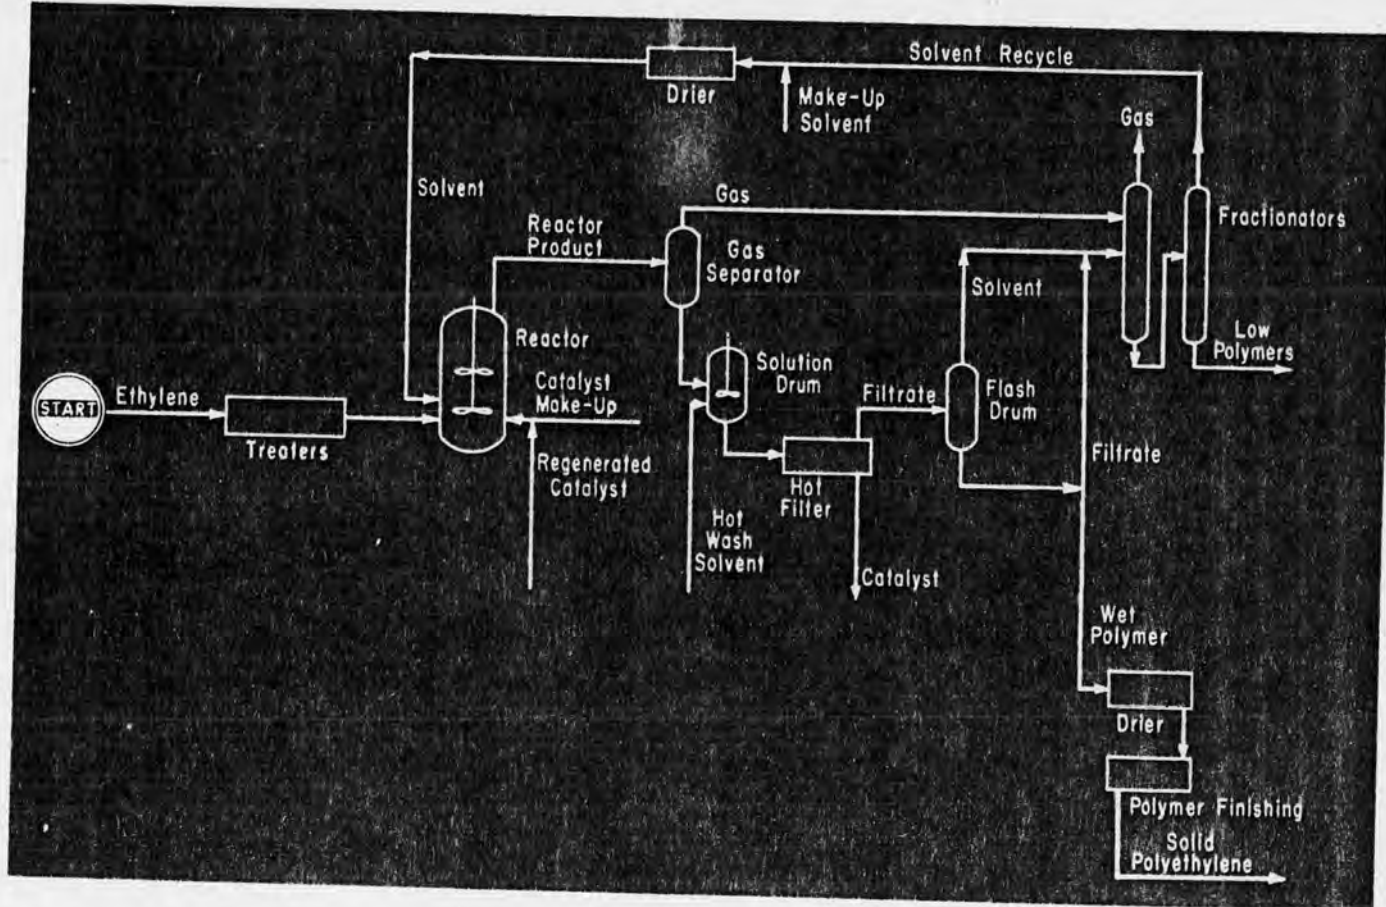 Solvent Recycle
Drier
Make-Up
Solvent
Gas
Solvent
Gas
Fractionators
Reactor
Product
Gas
Separator
Solvent
Reactor
Solution
Drum
Low
Polymers
START
Ethylene
Catalyst
Make-Up
Filtrate
Flash
Drum
Treaters
Regenerated
Catalyst
Hot
Filter
Filtrate
Hot
Wash
Solvent
Catalyst
Wet
Polymer
Drier
Polymer Finishing
Solid
Polyethylene